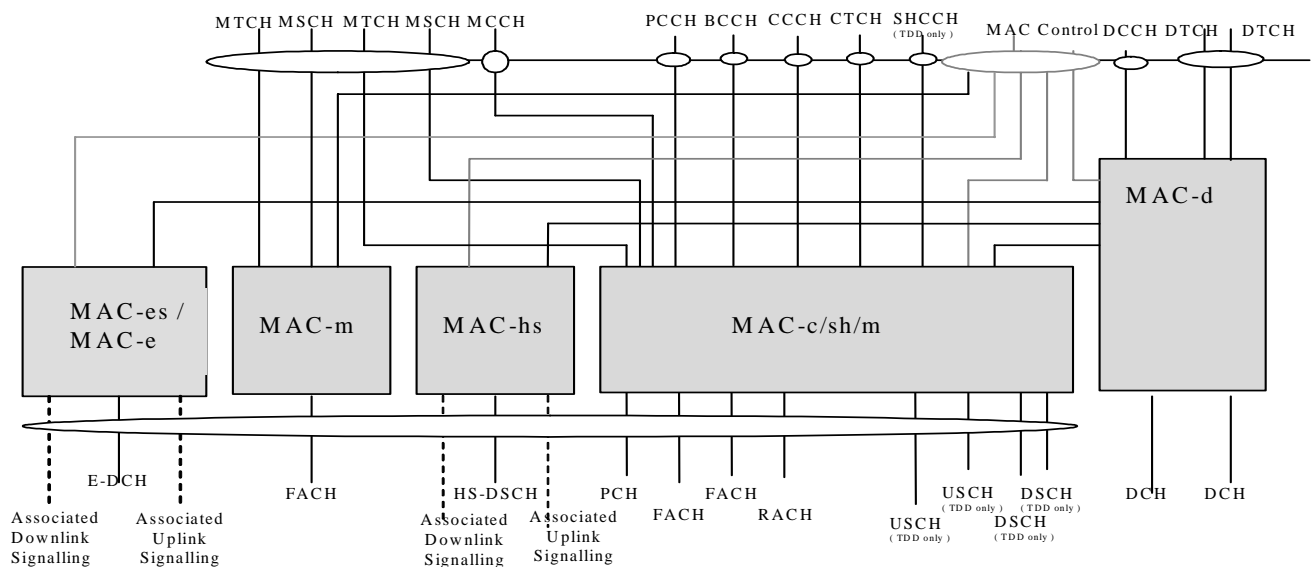 MTCH MSCH MTCH MSCH MCCH PCCH BCCH CCCH CTCH SHCCH MAC Control DCCH DTCH DTCH
( TDD only )
MAC-d
MAC-es /
MAC-e
MAC-m
MAC-hs
MAC-c/sh/m
E-DCH
FACH
HS-DSCH
PCH
FACH
FACH
RACH
USCH
( TDD only )
USCH
( TDD only )
DSCH
( TDD only )
DSCH
( TDD only )
DCH
DCH
Associated
Downlink
Signalling
Associated
Uplink
Signalling
Associated
Downlink
Signalling
Associated
Uplink
Signalling